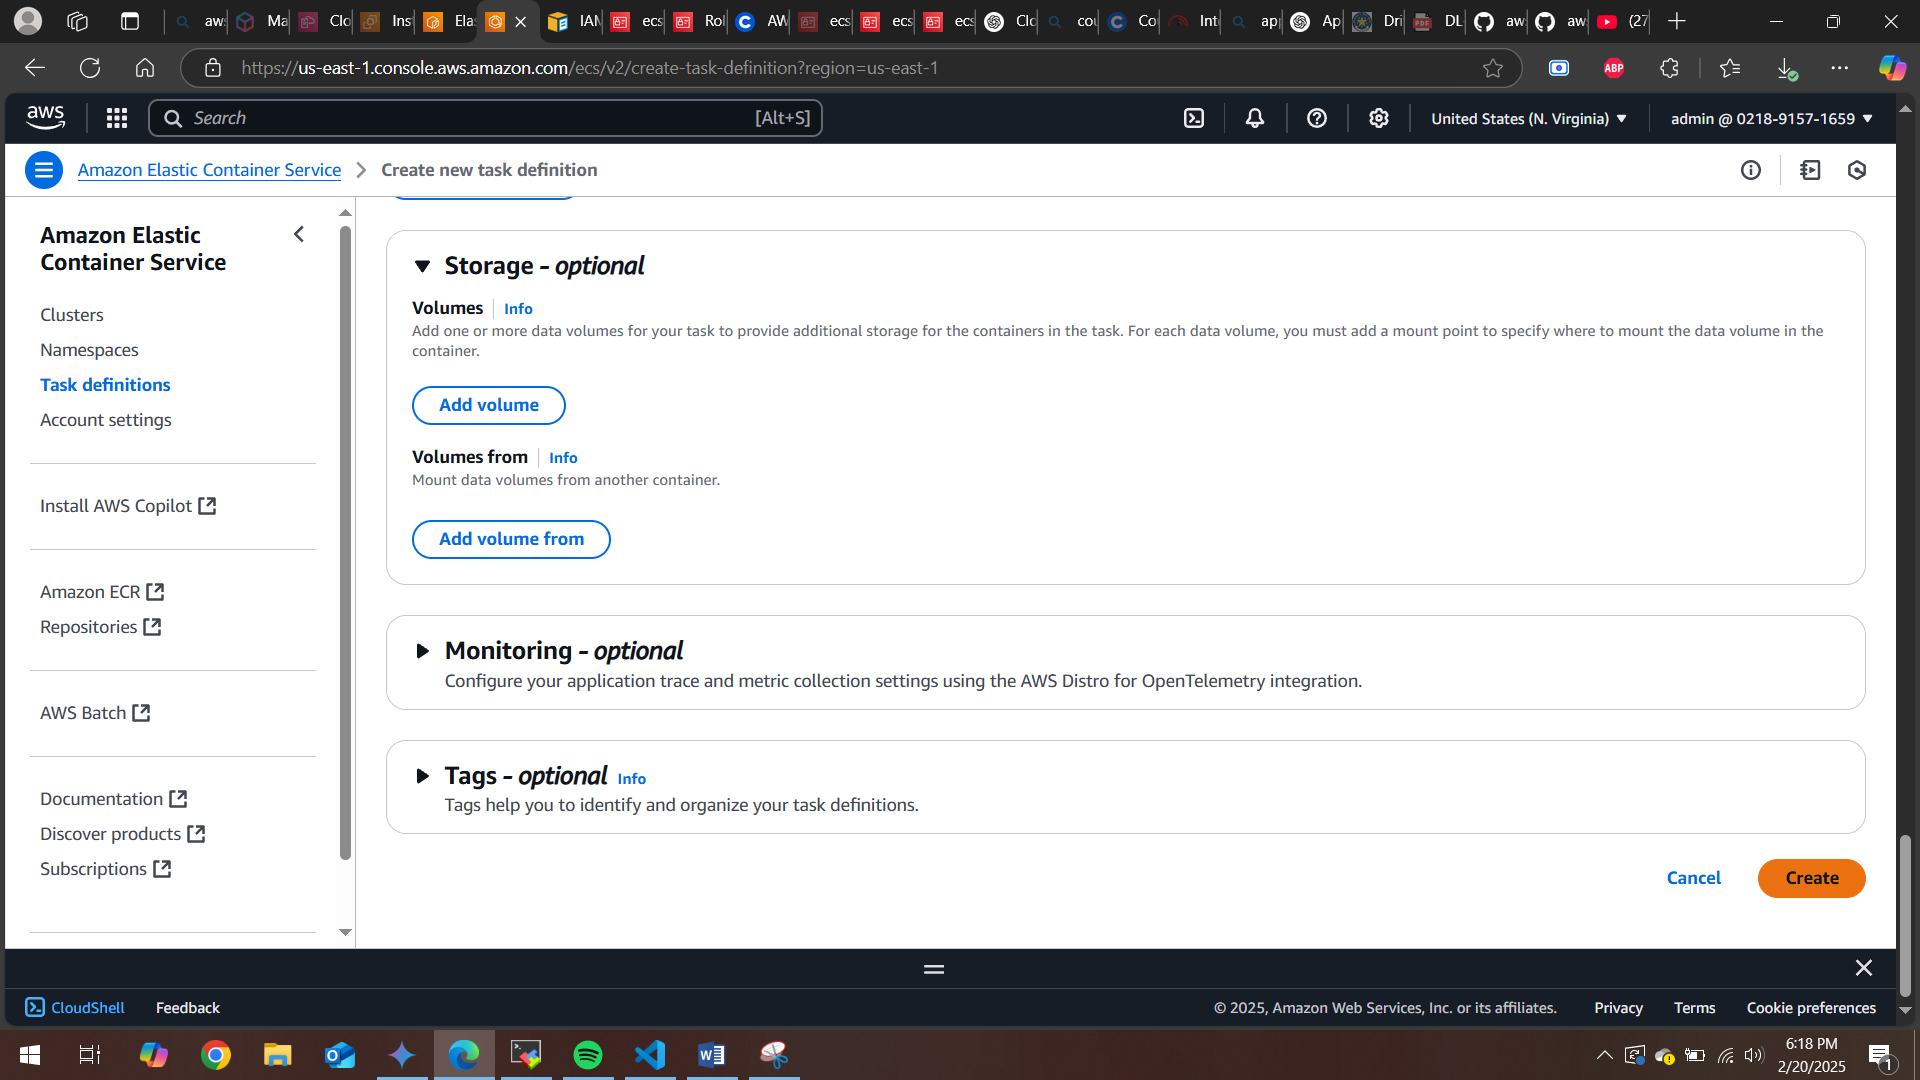 aws
Ma
Clo
Ins
Elas
IAM
ecs
Rol
AW
ecs
ecs
ecs
Clo
cou
Co
Inte
app
Ap
Dri
DL
aws
aws
(27
https://us-east-1.console.aws.amazon.com/ecs/v2/create-task-definition?region=us-east-1
ABP
aws
Search
[Alt+S]
United States (N. Virginia)
admin @ 0218-9157-1659
Amazon Elastic Container Service
Create new task definition
Amazon Elastic
Container Service
Clusters
Namespaces
Task definitions
Account settings
Install AWS Copilot
Amazon ECR
Repositories
AWS Batch
Documentation
Discover products
Subscriptions
Storage - optional
Volumes
Info
Add one or more data volumes for your task to provide additional storage for the containers in the task. For each data volume, you must add a mount point to specify where to mount the data volume in the
container.
Add volume
Volumes from
Info
Mount data volumes from another container.
Add volume from
Monitoring - optional
Configure your application trace and metric collection settings using the AWS Distro for OpenTelemetry integration.
Tags - optional Info
Tags help you to identify and organize your task definitions.
Cancel
Create
CloudShell
Feedback
© 2025, Amazon Web Services, Inc. or its affiliates.
Privacy
Terms
Cookie preferences
6:18 PM
2/20/2025
1